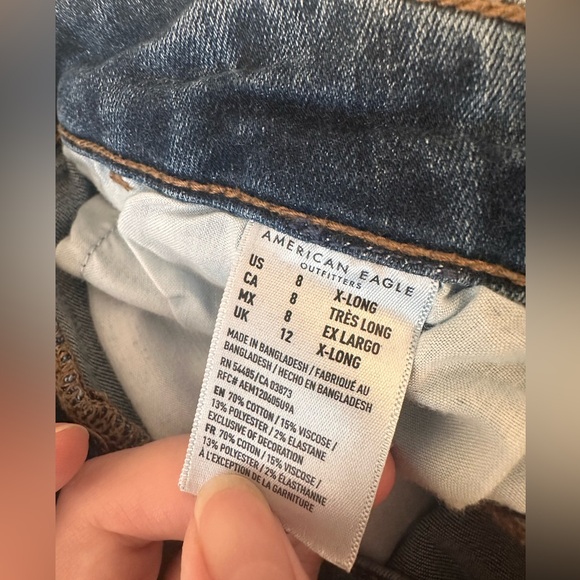 AMERICAN EAGLE
OUTFITTERS
US 8 X-LONG
CA 8 TRÈS LONG
MX 8 EX LARGO
UK 12 X-LONG
MADE IN BANGLADESH / FABRIQUÉ AU
BANGLADESH / HECHO EN BANGLADESH
RN 54485/CA 03873
RFC# AEM120605U9A
EN 70% COTTON / 15% VISCOSE /
13% POLYESTER / 2% ELASTANE
EXCLUSIVE OF DECORATION
FR 70% COTON / 15% VISCOSE /
13% POLYESTER / 2% ÉLASTHANNE
À L'EXCEPTION DE LA GARNITURE